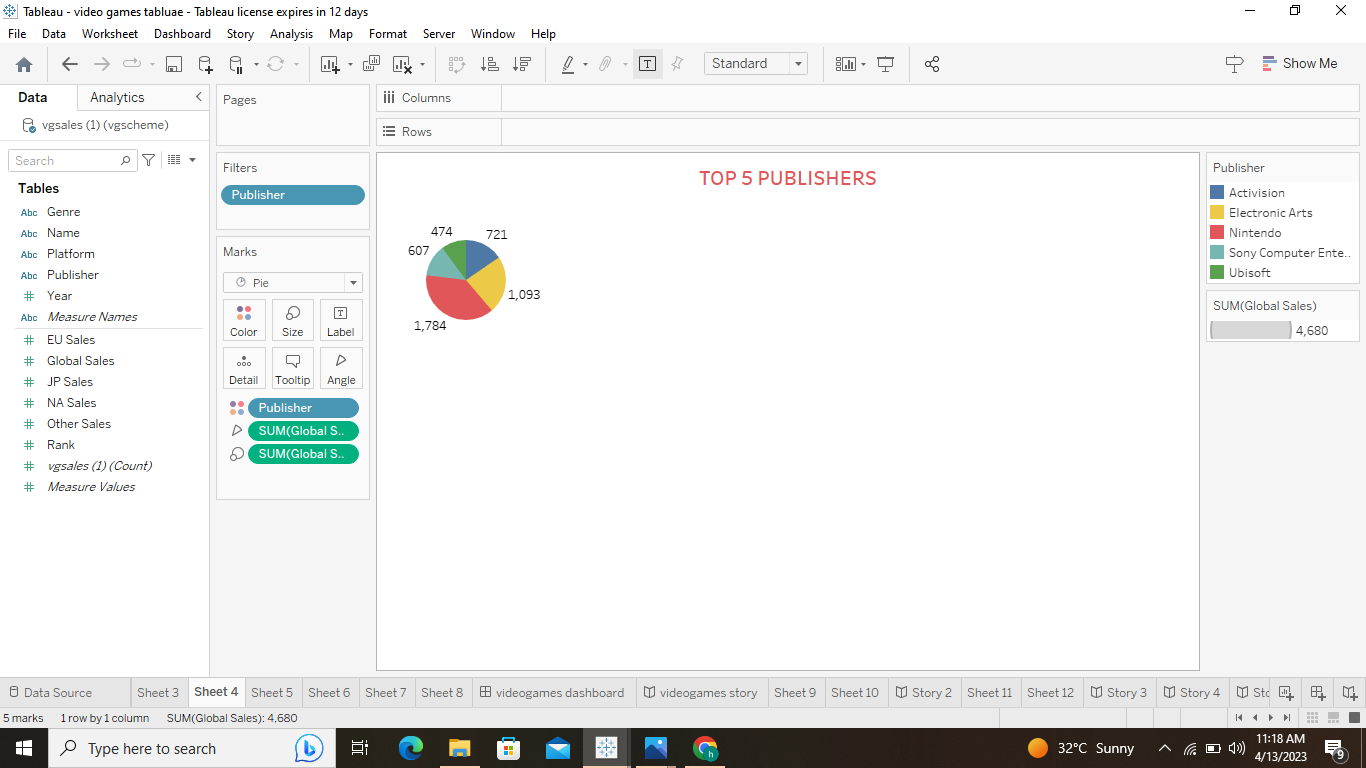 Tableau - video games tabluae - Tableau license expires in 12 days
File Data Worksheet Dashboard Story Analysis Map Format Server Window Help
Standard
Show Me
Data Analytics
vgsales (1) (vgscheme)
Search
Tables
Abc Genre
Abc Name
Abc Platform
Abc Publisher
Year
Abc Measure Names
EU Sales
Global Sales
JP Sales
NA Sales
Other Sales
Rank
vgsales (1) (Count)
Measure Values
Pages
Filters
Publisher
Marks
Pie
Color Size Label
Detail Tooltip Angle
Publisher
SUM(Global S..
SUM(Global S..
Columns
Rows
TOP 5 PUBLISHERS
474 721
607
1,093
1,784
Publisher
Activision
Electronic Arts
Nintendo
Sony Computer Ente..
Ubisoft
SUM(Global Sales)
4,680
Data Source Sheet 3 Sheet 4 Sheet 5 Sheet 6 Sheet 7 Sheet 8 videogames dashboard videogames story Sheet 9 Sheet 10 Story 2 Sheet 11 Sheet 12 Story 3 Story 4 Stc
5 marks 1 row by 1 column SUM(Global Sales): 4,680
Type here to search
32°C Sunny
11:18 AM
4/13/2023
9